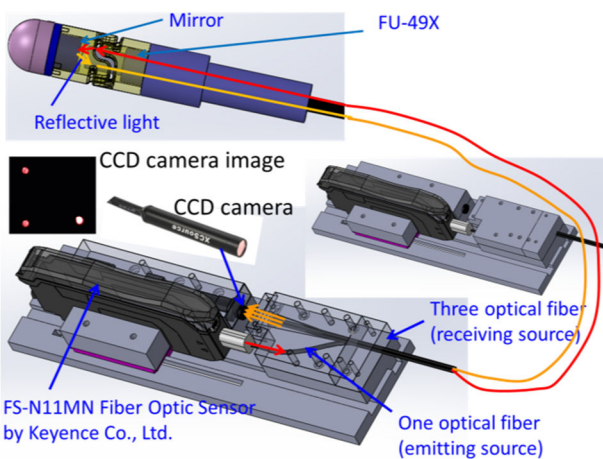 Mirror
FU-49X
Reflective light
CCD camera image
CCD camera
XCSource
Three optical fiber
(receiving source)
FS-N11MN Fiber Optic Sensor
by Keyence Co., Ltd.
One optical fiber
(emitting source)